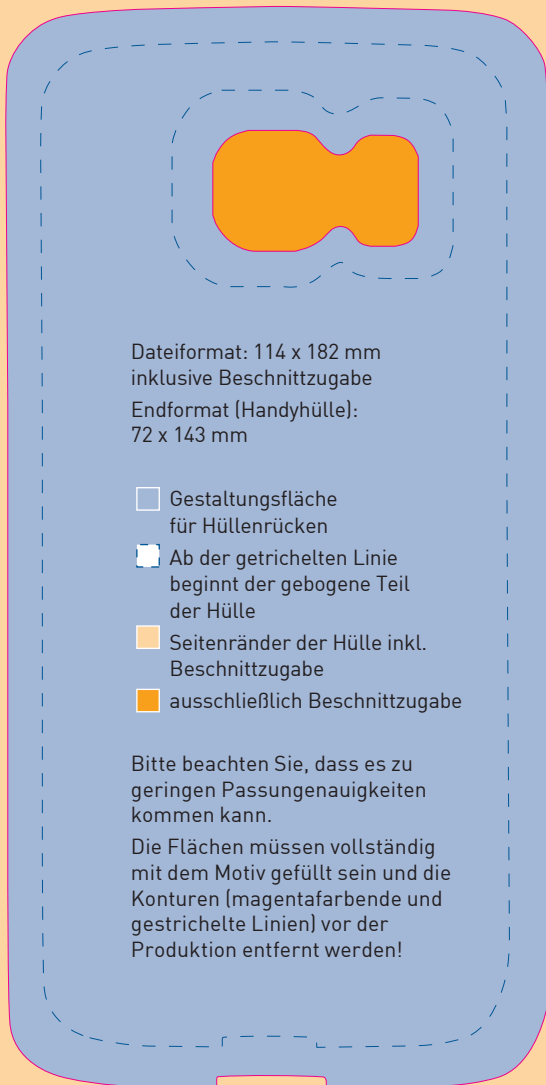 Dateiformat: 114 x 182 mm
inklusive Beschnittzugabe
Endformat (Handyhülle):
72 x 143 mm
Gestaltungsfläche
für Hüllenrücken
Ab der getrichelten Linie
beginnt der gebogene Teil
der Hülle
Seitenränder der Hülle inkl.
Beschnittzugabe
ausschließlich Beschnittzugabe
Bitte beachten Sie, dass es zu
geringen Passungenauigkeiten
kommen kann.
Die Flächen müssen vollständig
mit dem Motiv gefüllt sein und die
Konturen (magentafarbende und
gestrichelte Linien) vor der
Produktion entfernt werden!